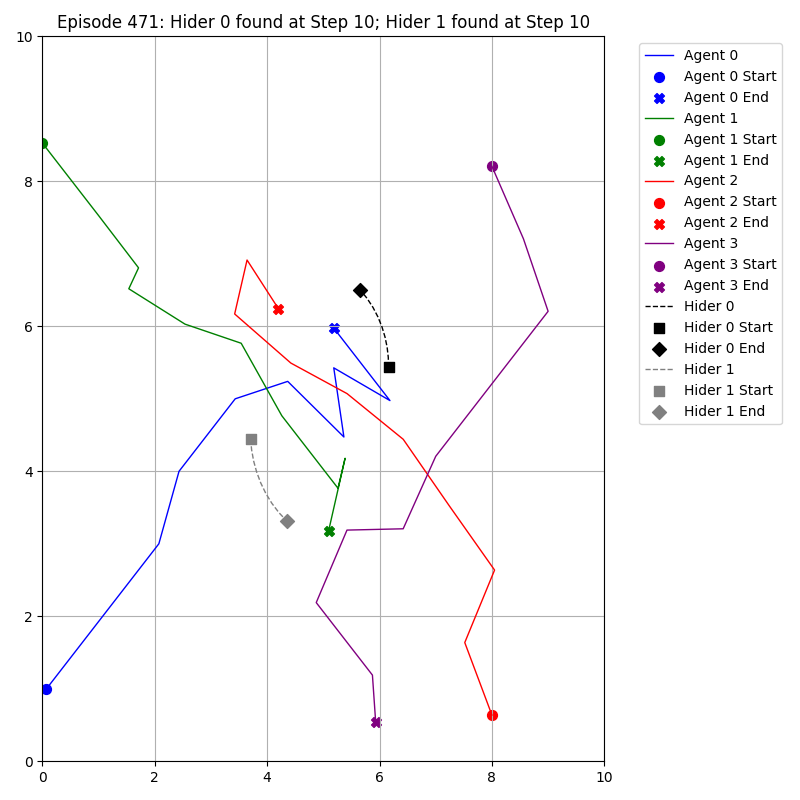 Episode 471: Hider 0 found at Step 10; Hider 1 found at Step 10
10
8
6
4
2
0
0
2
4
6
8
10
Agent 0
Agent 0 Start
Agent 0 End
Agent 1
Agent 1 Start
Agent 1 End
Agent 2
Agent 2 Start
Agent 2 End
Agent 3
Agent 3 Start
Agent 3 End
Hider 0
Hider 0 Start
Hider 0 End
Hider 1
Hider 1 Start
Hider 1 End